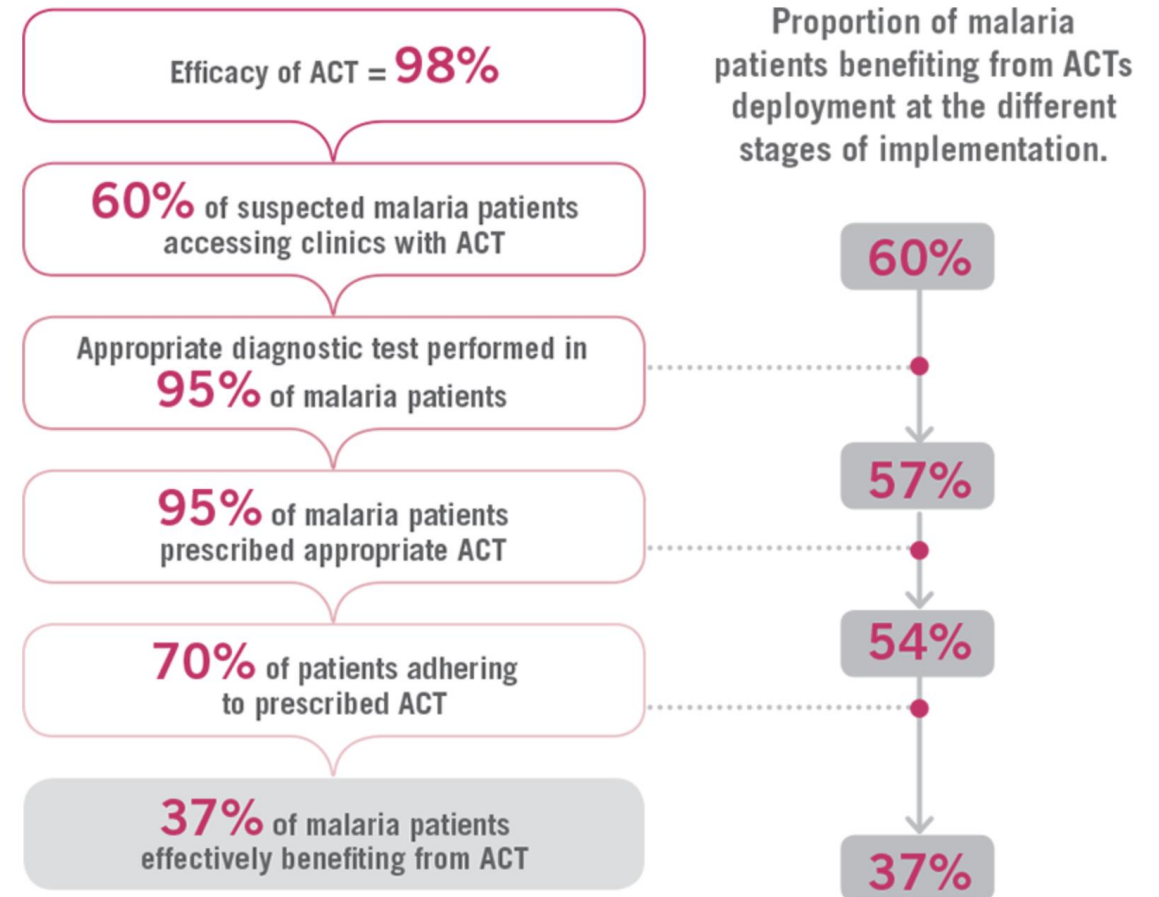 Efficacy of ACT = 98%
60% of suspected malaria patients
accessing clinics with ACT
Appropriate diagnostic test performed in
95% of malaria patients
95% of malaria patients
prescribed appropriate ACT
70% of patients adhering
to prescribed ACT
37% of malaria patients
effectively benefiting from ACT
Proportion of malaria
patients benefiting from ACTs
deployment at the different
stages of implementation.
60%
57%
54%
37%